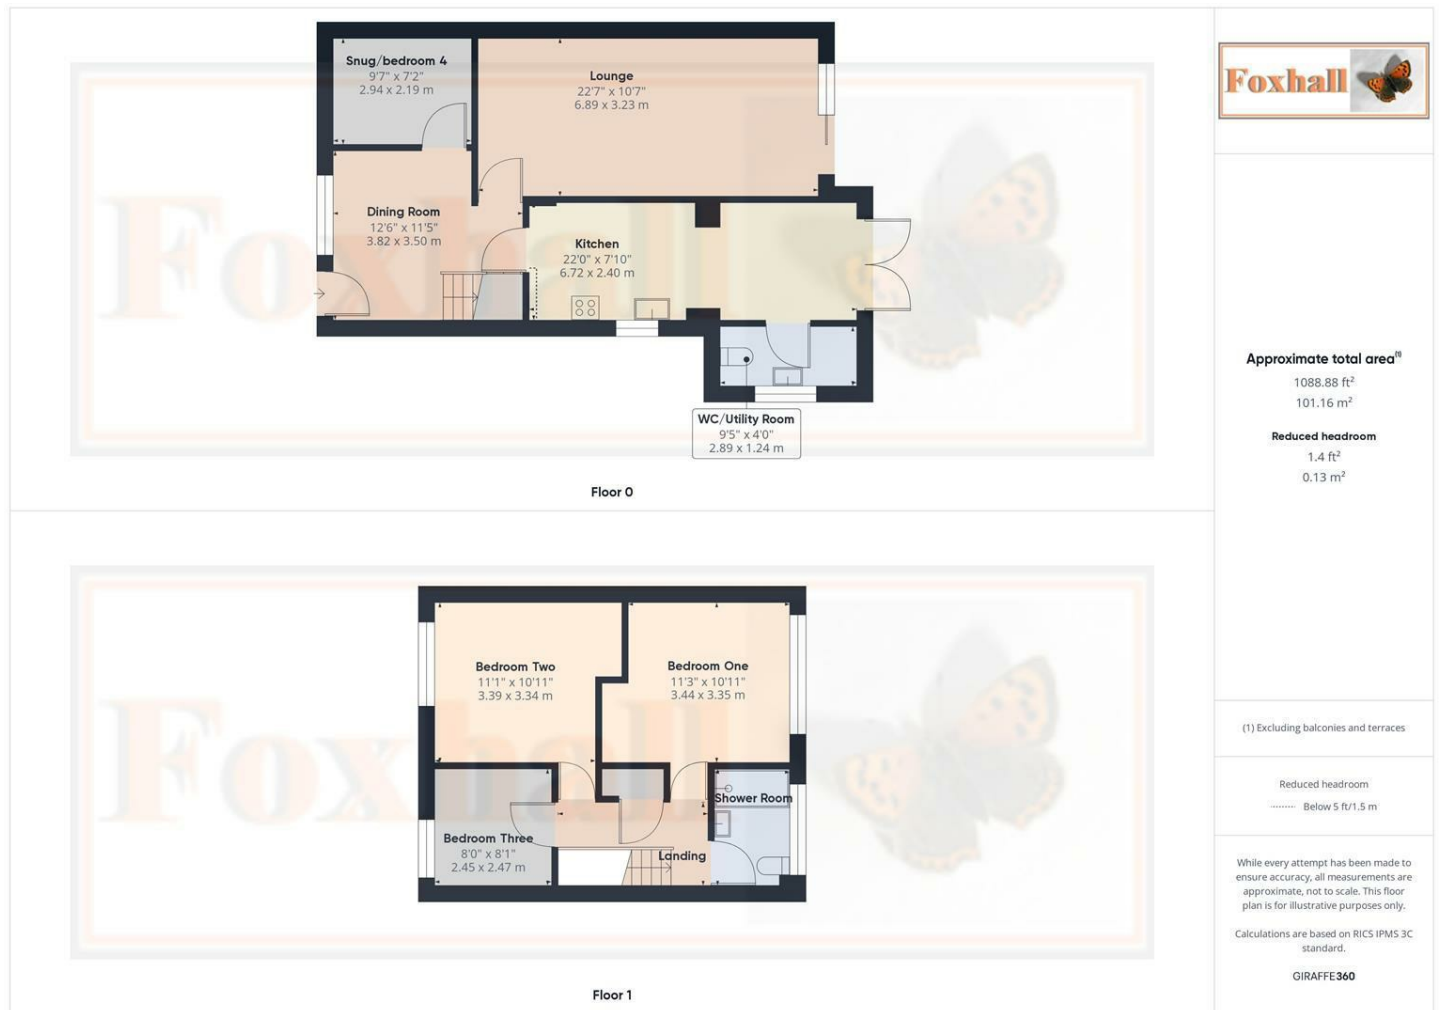 Snug/bedroom 4
9'7" x 7'2"
2.94 x 2.19 m
Lounge
22'7" x 10'7"
6.89 x 3.23 m
Dining Room
12'6" x 11'5"
3.82 x 3.50 m
Kitchen
22'0" x 7'10"
6.72 x 2.40 m
WC/Utility Room
9'5" x 4'0"
2.89 x 1.24 m
Foxhall
Floor 0
Bedroom Two
11'1" x 10'11"
3.39 x 3.34 m
Bedroom One
11'3" x 10'11"
3.44 x 3.35 m
Shower Room
Bedroom Three
8'0" x 8'1"
2.45 x 2.47 m
Landing
Foxhall
Floor 1
Foxhall
Approximate total area(1)
1088.88 ft²
101.16 m²
Reduced headroom
1.4 ft²
0.13 m²
(1) Excluding balconies and terraces
Reduced headroom
Below 5 ft/1.5 m
While every attempt has been made to
ensure accuracy, all measurements are
approximate, not to scale. This floor
plan is for illustrative purposes only.
Calculations are based on RICS IPMS 3C
standard.
GIRAFFE360